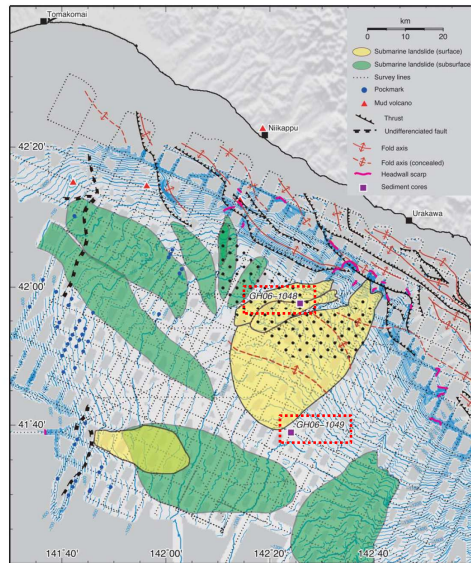 Tomakomai
km
0 10 20
Submarine landslide (surface)
Submarine landslide (subsurface)
Survey lines
Pockmark
Mud volcano
Thrust
Undifferenciated fault
Fold axis
Fold axis (concealed)
Headwall scarp
Sediment cores
Niikappu
42°20'
Urakawa
42°00'
GH06-1048
41°40'
GH06-1049
141°40' 142°00' 142°20' 142°40'